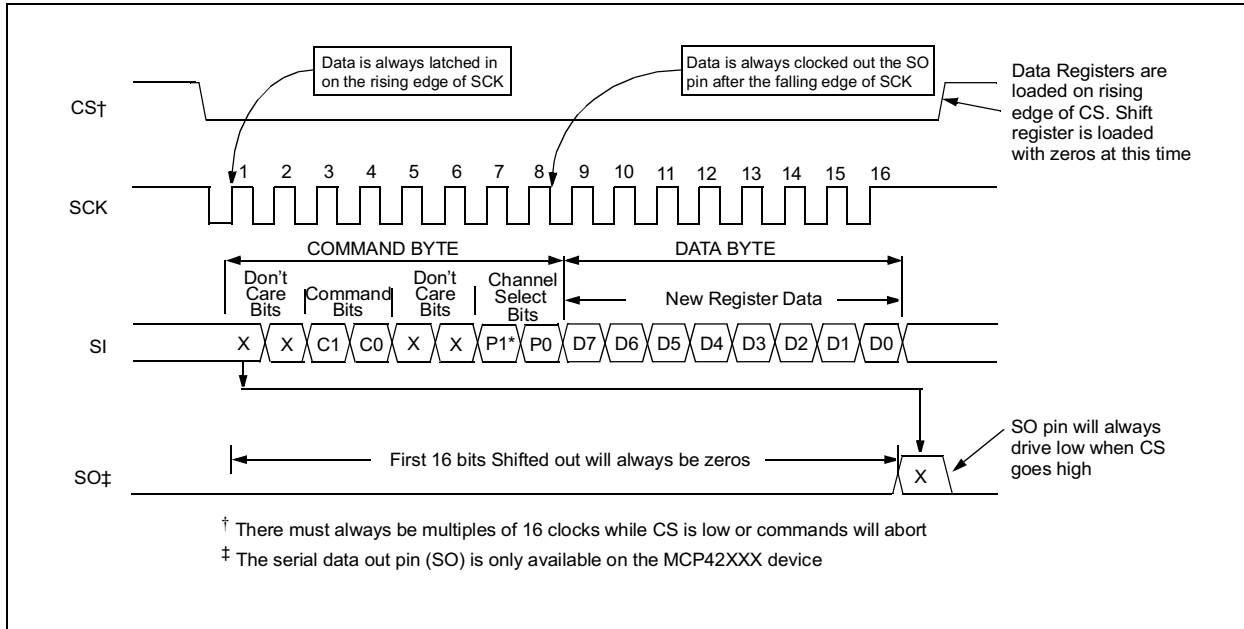 Data is always latched in
on the rising edge of SCK
Data is always clocked out the SO
pin after the falling edge of SCK
Data Registers are
loaded on rising
edge of CS. Shift
register is loaded
with zeros at this time
CS†
1 2 3 4 5 6 7 8 9 10 11 12 13 14 15 16
SCK
COMMAND BYTE
DATA BYTE
Don't
Care
Bits
Command
Bits
Don't
Care
Bits
Channel
Select
Bits
New Register Data
SI
X X C1 C0 X X P1* P0 D7 D6 D5 D4 D3 D2 D1 D0
First 16 bits Shifted out will always be zeros
SO‡
X
SO pin will always
drive low when CS
goes high
† There must always be multiples of 16 clocks while CS is low or commands will abort
‡ The serial data out pin (SO) is only available on the MCP42XXX device